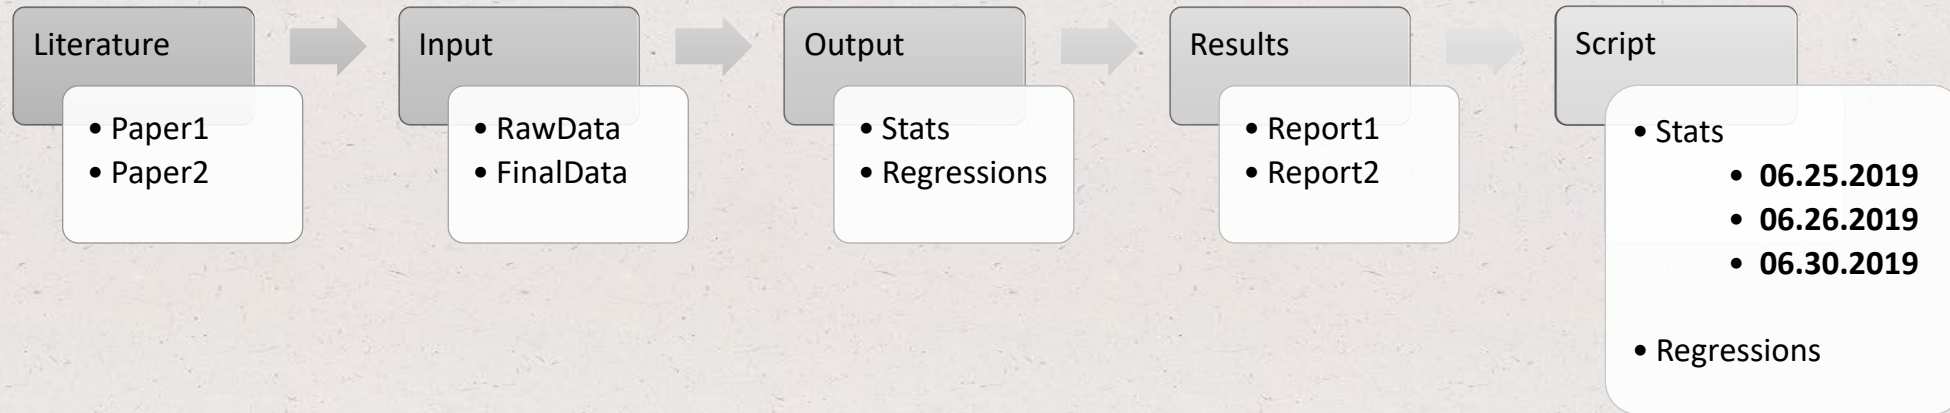 Literature
• Paper1
• Paper2
Input
• RawData
• FinalData
Output
• Stats
• Regressions
Results
• Report1
• Report2
Script
• Stats
• 06.25.2019
• 06.26.2019
• 06.30.2019
• Regressions